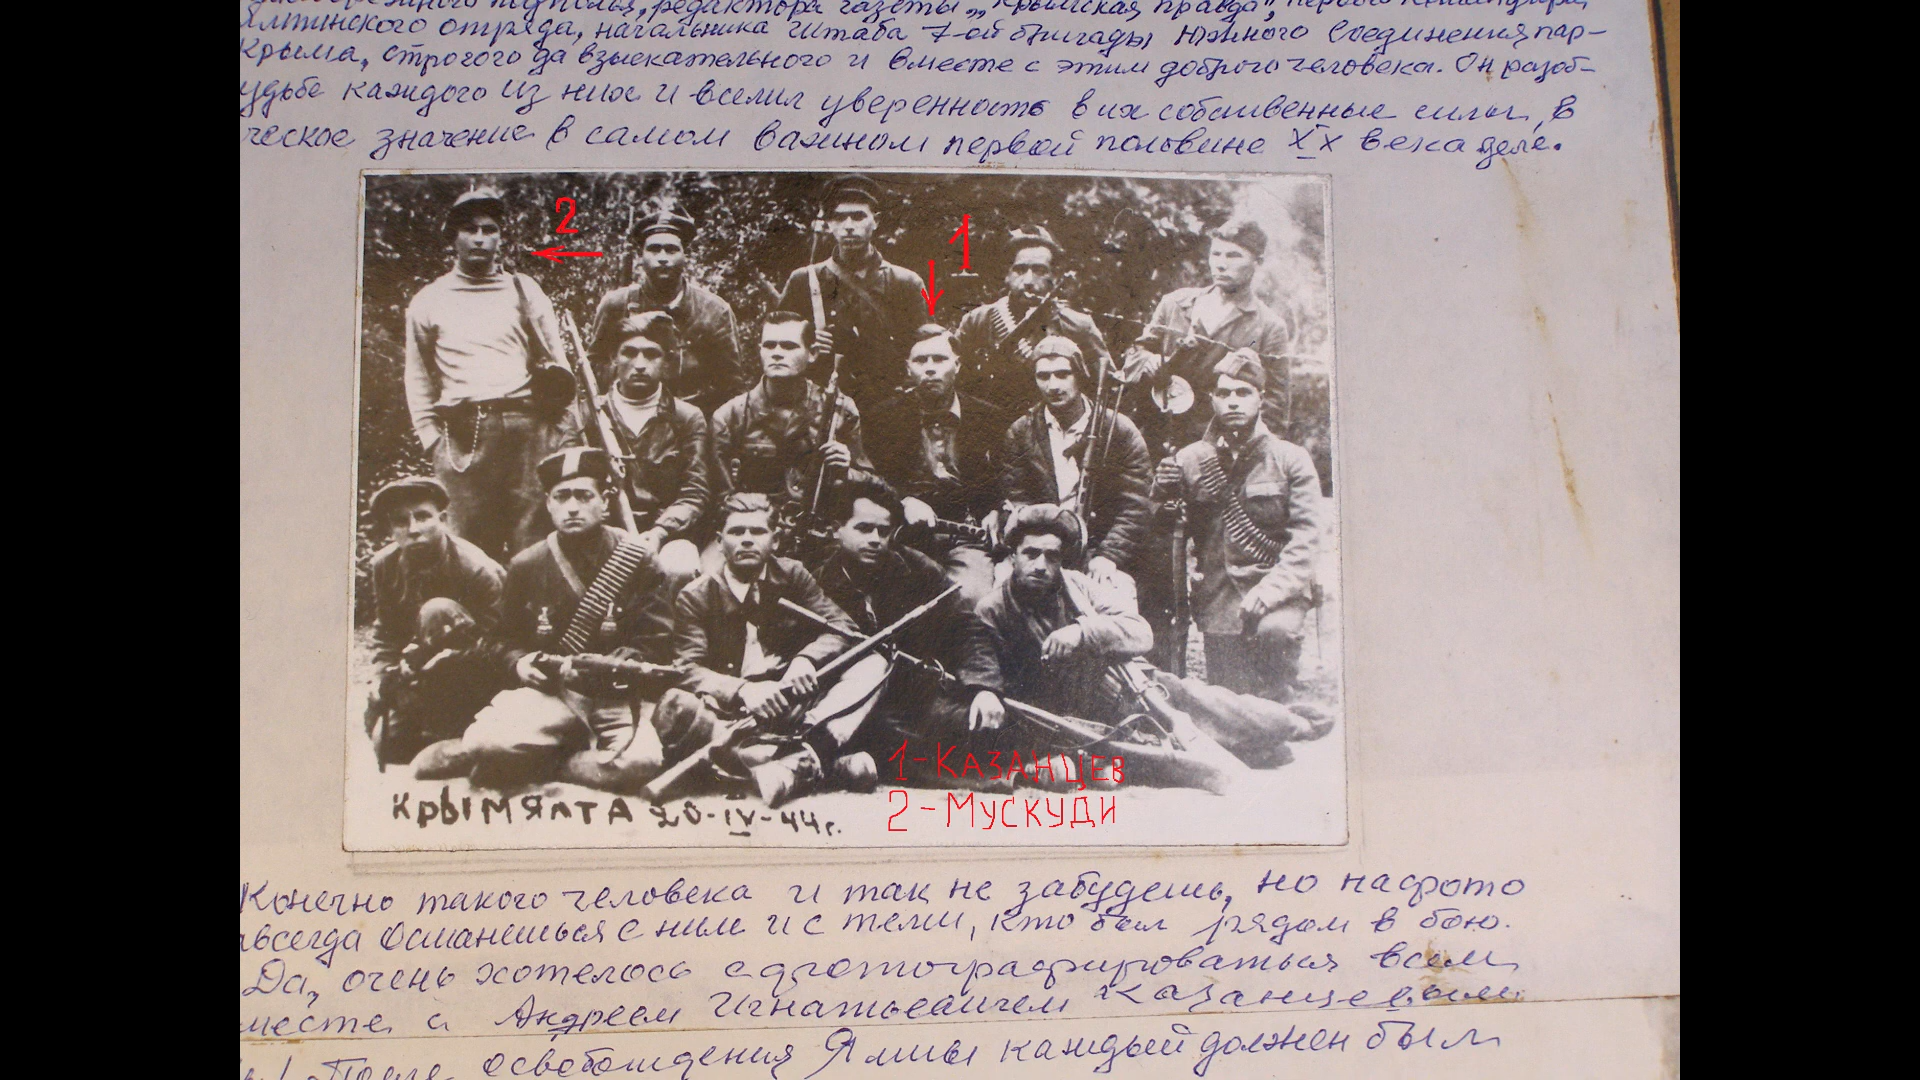 подполья, редактора газеты „Крымская правда", первого
Ялтинского отряда, начальника штаба 7-ой бригады Южного Соединения пар-
Крыма, строгого да взыскательного и вместе с этим доброго человека. Он разоб-
удьбе каждого из них и вселил уверенность в их собственные силы, в
ческое значение в самом важном первой половине XX века деле.
2
1
1-Казанцев
2-Мускуди
Крым Ялта 20-IV-44г.
Конечно такого человека и так не забудешь, но на фото
навсегда останешься с ним и с теми, кто был рядом в бою.
Да, очень хотелось сфотографироваться всем
вместе с Андреем Игнатьевичем Казанцевым.
После освобождения Ялты каждый должен был